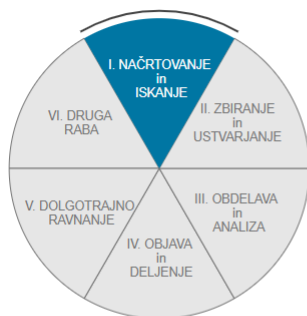 I. NAČRTOVANJE
in
ISKANJE
II. ZBIRANJE
in
USTVARJANJE
III. OBDELAVA
in
ANALIZA
IV. OBJAVA
in
DELJENJE
V. DOLGOTRAJNO
RAVNANJE
VI. DRUGA
RABA